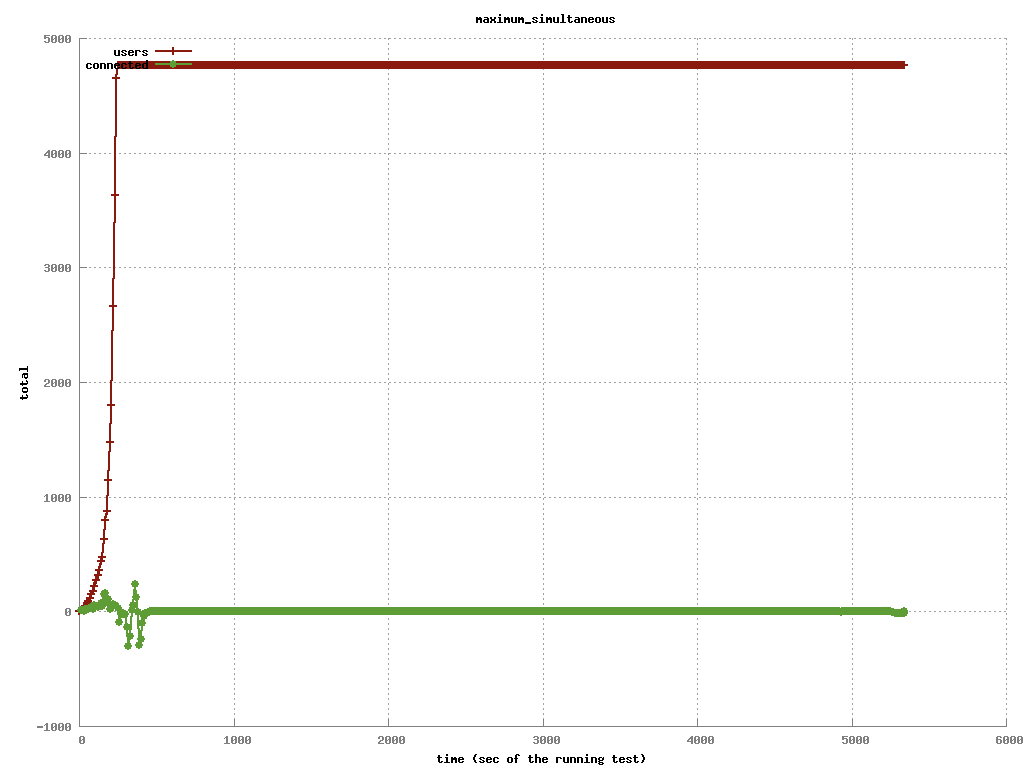 maximum_simultaneous
5000
users
connected
4000
3000
2000
total
1000
0
-1000
0 1000 2000 3000 4000 5000 6000
time (sec of the running test)